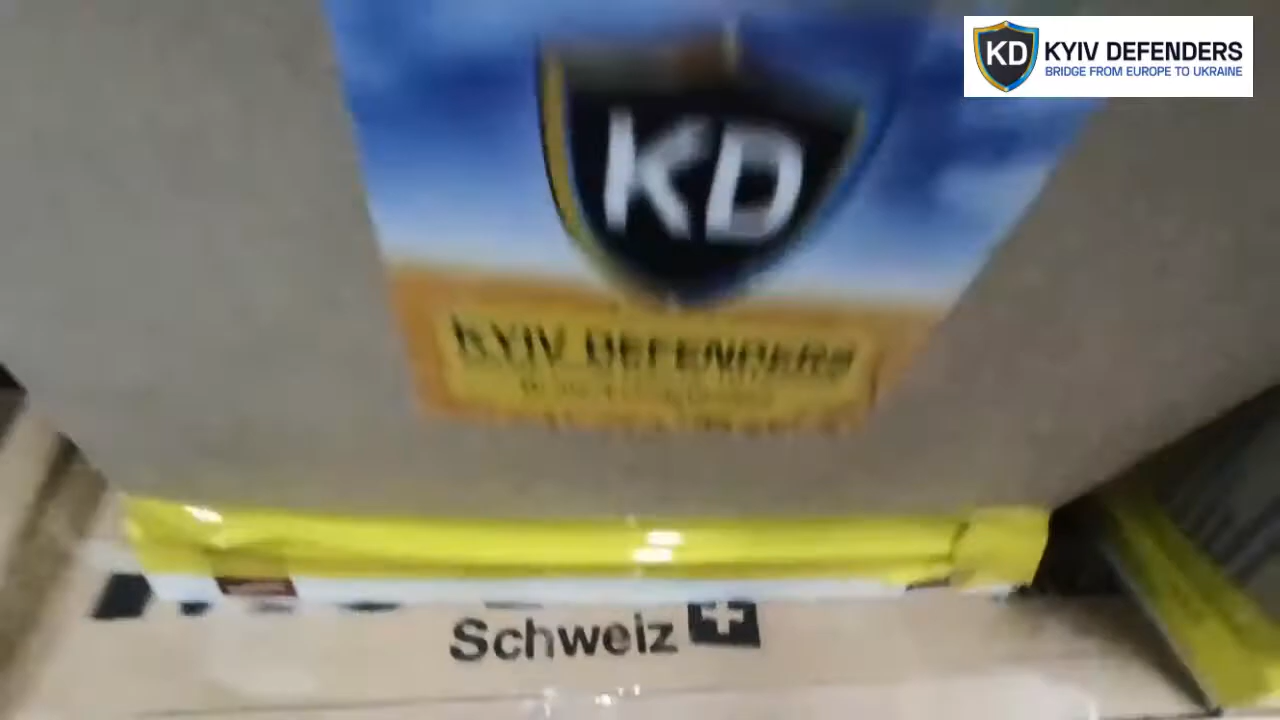 KD
KYIV DEFENDERS
BRIDGE FROM EUROPE TO UKRAINE
KD
KYIV DEFENDERS
Schweiz